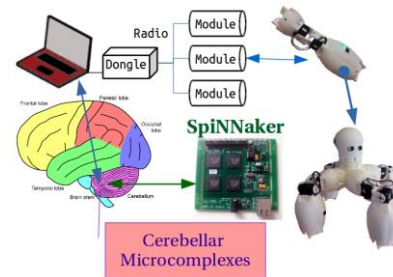 Radio
Module
Dongle
Module
Module
Frontal lobe
Parietal lobe
Occipital lobe
Temporal lobe
Brain stem
Cerebellum
SpiNNaker
Cerebellar
Microcomplexes